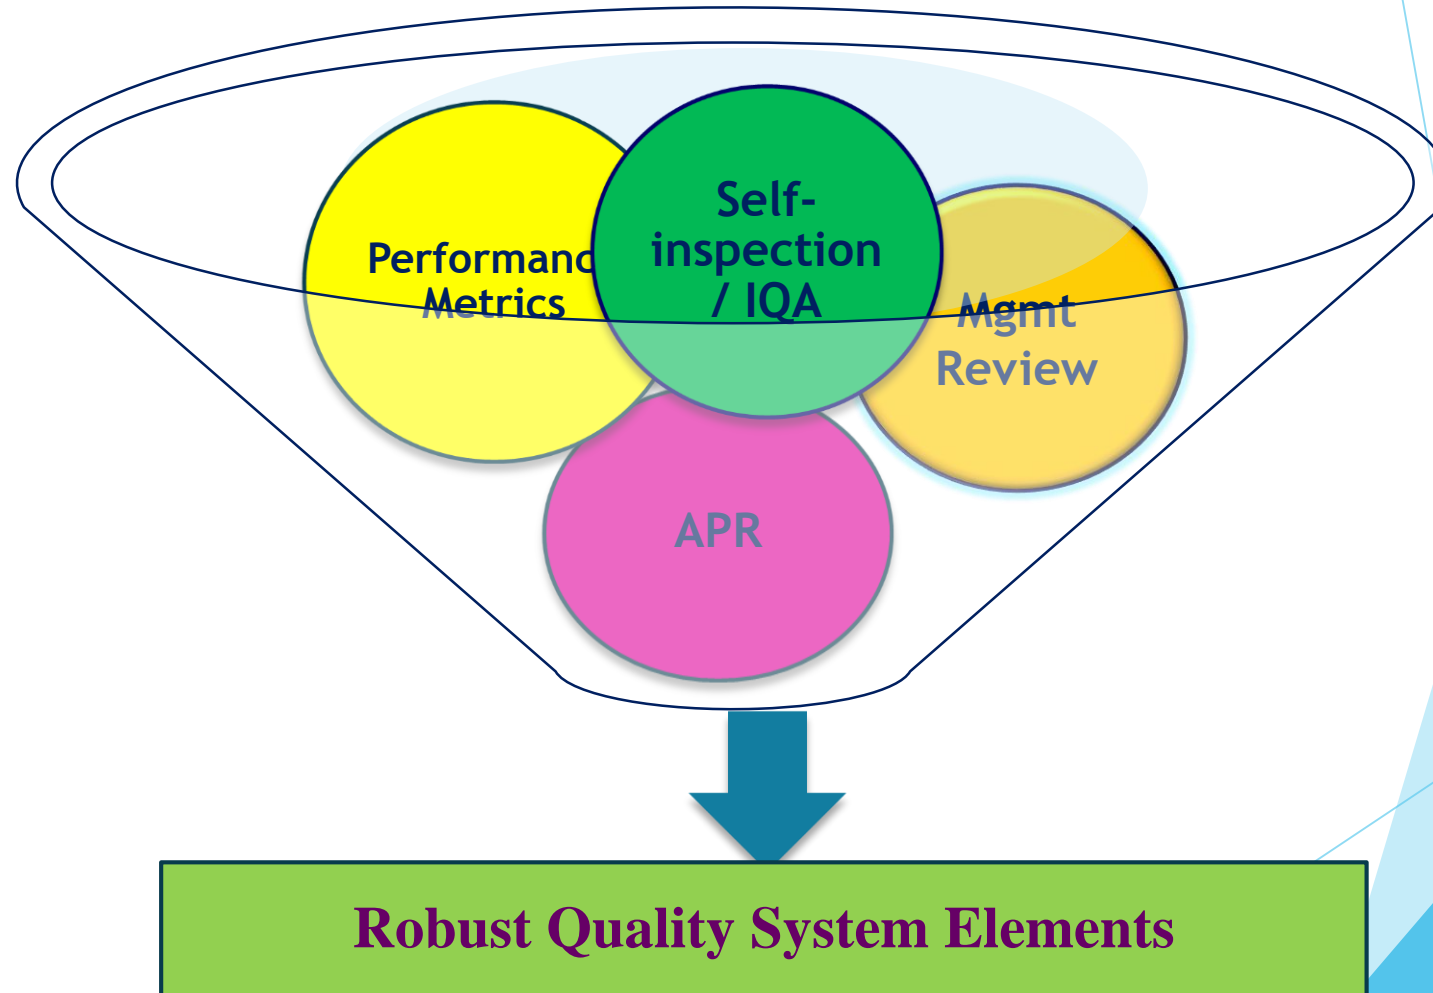 Performanc
Metrics
Self-
inspection
/ IQA
Mgmt
Review
APR
Robust Quality System Elements